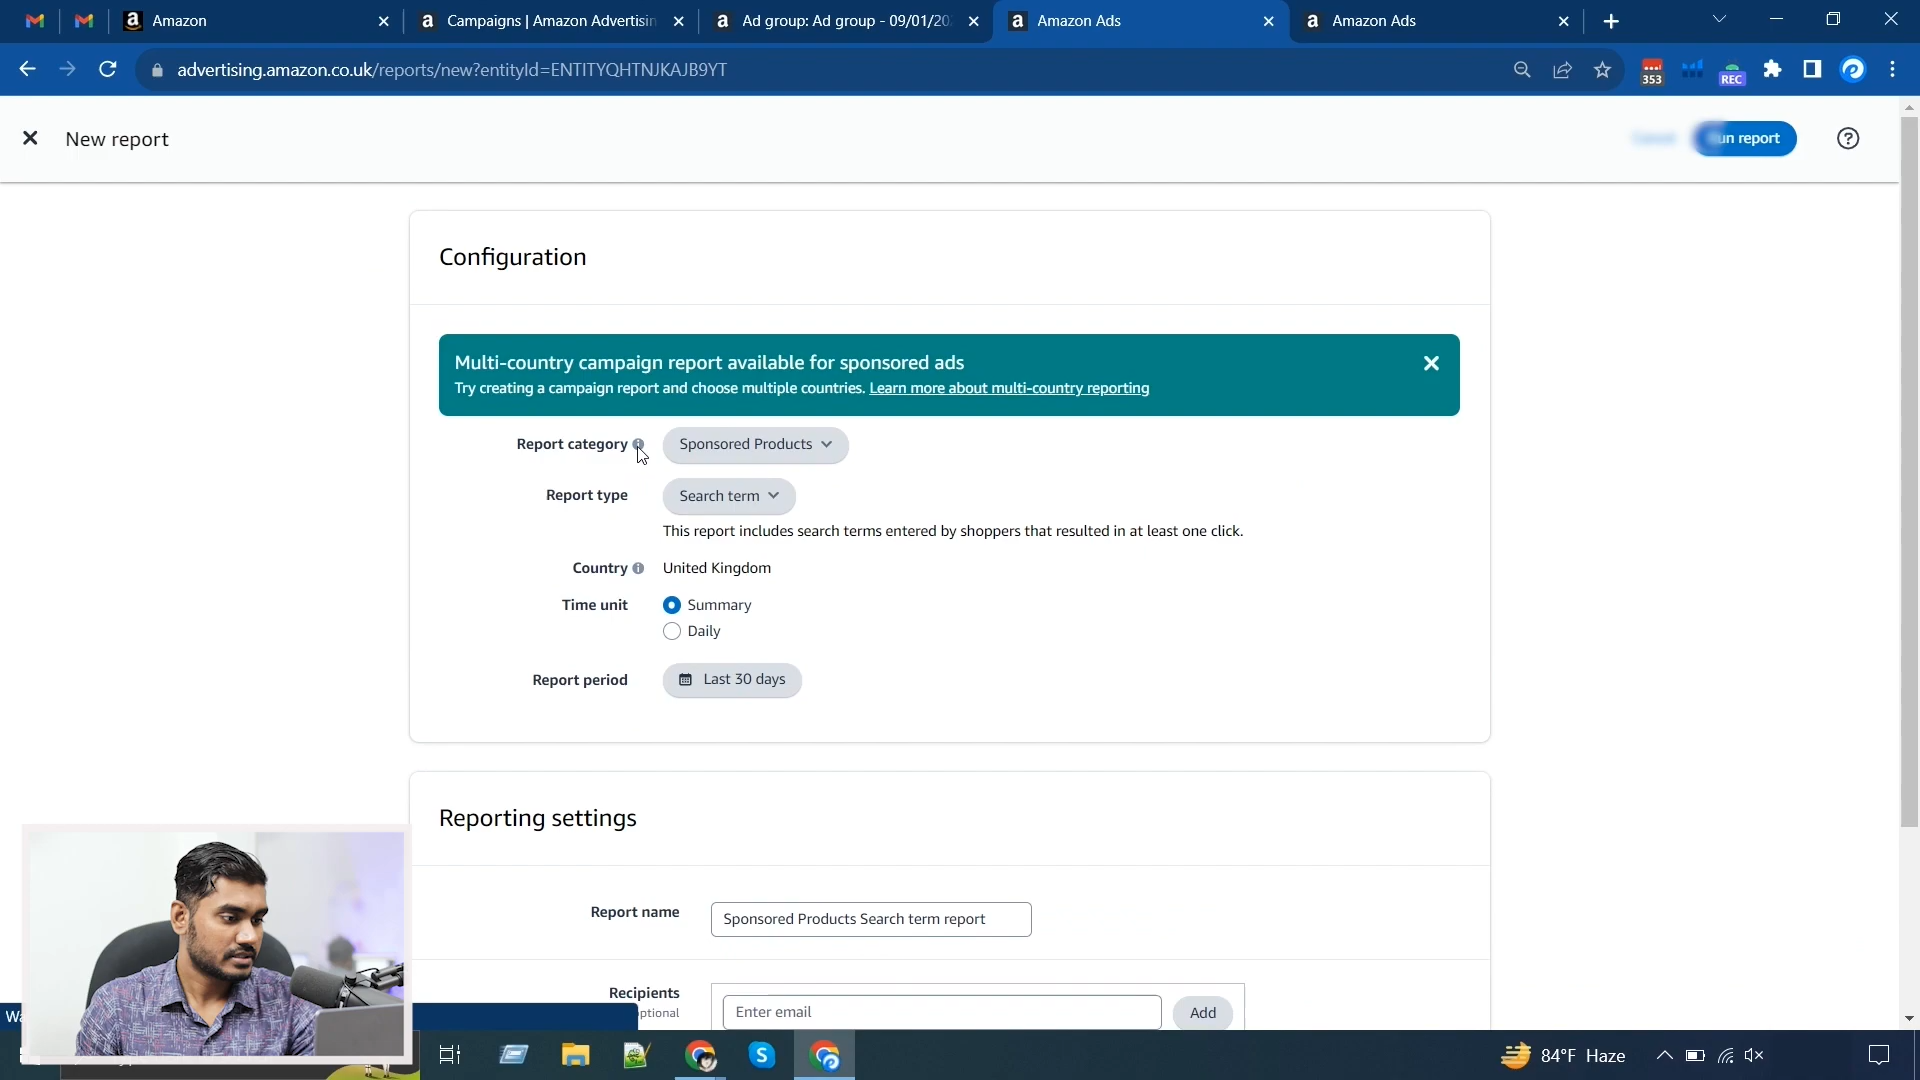 Amazon
Campaigns | Amazon Advertisin
Ad group: Ad group - 09/01/20
Amazon Ads
Amazon Ads
advertising.amazon.co.uk/reports/new?entityId=ENTITYQHTNJKAJB9YT
353
REC
New report
Cancel
un report
Configuration
Multi-country campaign report available for sponsored ads
Try creating a campaign report and choose multiple countries. Learn more about multi-country reporting
Report category
Sponsored Products
Report type
Search term
This report includes search terms entered by shoppers that resulted in at least one click.
Country
United Kingdom
Time unit
Summary
Daily
Report period
Last 30 days
Reporting settings
Report name
Sponsored Products Search term report
Recipients
optional
Enter email
Add
Wa
84°F Haze